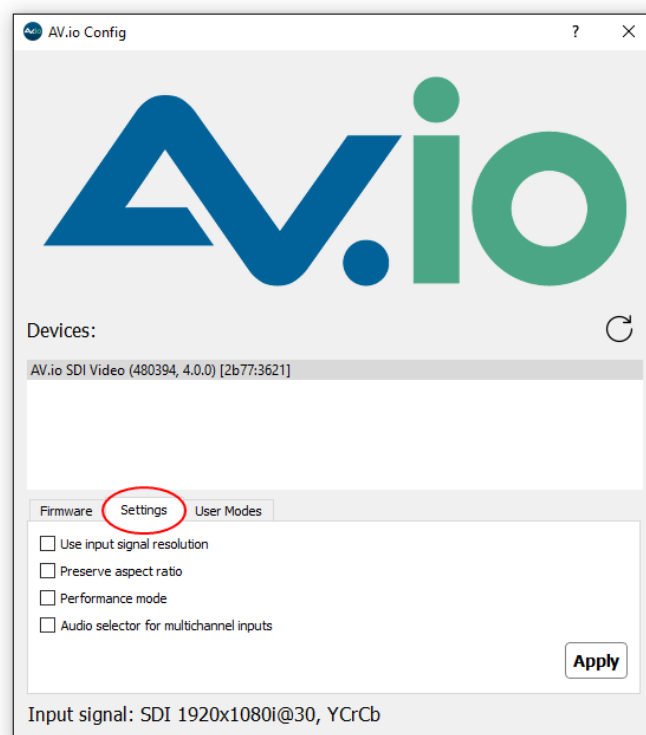 AV.io Config
AV.io
Devices:
AV.io SDI Video (480394, 4.0.0) [2b77:3621]
Firmware Settings User Modes
Use input signal resolution
Preserve aspect ratio
Performance mode
Audio selector for multichannel inputs
Apply
Input signal: SDI 1920x1080i@30, YCrCb